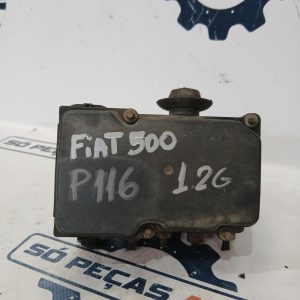 FiAT 500
P116 1.2G
SÓ PEÇAS